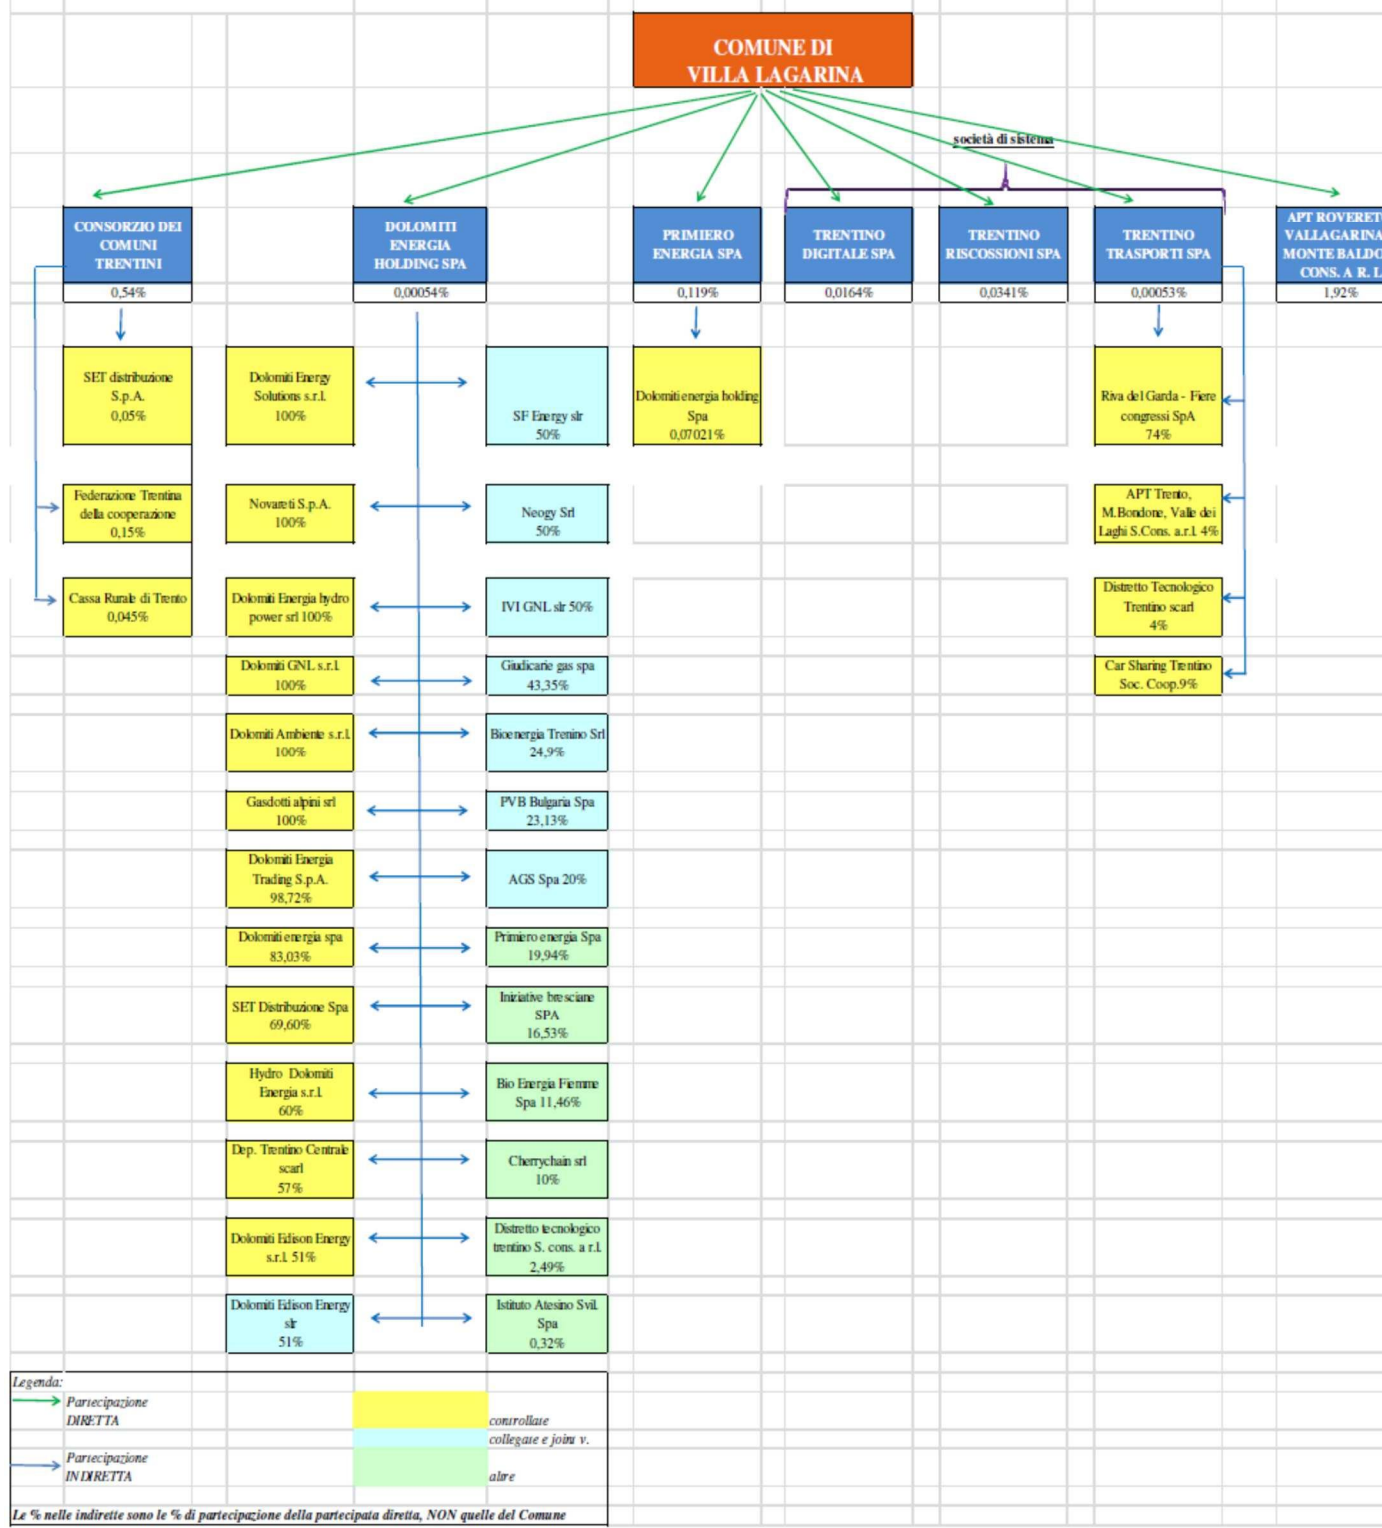 COMUNE DI
VILLA LAGARINA
società di sistema
CONSORZIO DEI
COMUNI
TRENTINI
0,54%
DOLOMITI
ENERGIA
HOLDING SPA
0,00054%
PRIMIERO
ENERGIA SPA
0,119%
TRENTINO
DIGITALE SPA
0,0164%
TRENTINO
RISCOSSIONI SPA
0,0341%
TRENTINO
TRASPORTI SPA
0,00053%
APT ROVERETO
VALLAGARINA
MONTE BALDO
CONS. A R. L
1,92%
SET distribuzione
S.p.A.
0,05%
Dolomiti Energy
Solutions s.r.l.
100%
SF Energy slr
50%
Dolomiti energia holding
Spa
0,07021%
Riva del Garda - Fiere
congressi SpA
74%
Federazione Trentina
della cooperazione
0,15%
Novareti S.p.A.
100%
Neogy Srl
50%
APT Trento,
M.Bondone, Valle dei
Laghi S.Cons. a.r.l. 4%
Cassa Rurale di Trento
0,045%
Dolomiti Energia hydro
power srl 100%
IVI GNL slr 50%
Distretto Tecnologico
Trentino scarl
4%
Dolomiti GNL s.r.l.
100%
Giudicarie gas spa
43,35%
Car Sharing Trentino
Soc. Coop.9%
Dolomiti Ambiente s.r.l.
100%
Bioenergia Trenino Srl
24,9%
Gasdotti alpini srl
100%
PVB Bulgaria Spa
23,13%
Dolomiti Energia
Trading S.p.A.
98,72%
AGS Spa 20%
Dolomiti energia spa
83,03%
Primiero energia Spa
19,94%
SET Distribuzione Spa
69,60%
Iniziative bresciane
SPA
16,53%
Hydro Dolomiti
Energia s.r.l.
60%
Bio Energia Fiemme
Spa 11,46%
Dep. Trentino Centrale
scarl
57%
Cherrychain srl
10%
Dolomiti Edison Energy
s.r.l. 51%
Distretto tecnologico
trentino S. cons. a r.l.
2,49%
Dolomiti Edison Energy
slr
51%
Istituto Atesino Svil.
Spa
0,32%
Legenda:
Partecipazione
DIRETTA
controllate
collegate e joint v.
Partecipazione
INDIRETTA
altre
Le % nelle indirette sono le % di partecipazione della partecipata diretta, NON quelle del Comune